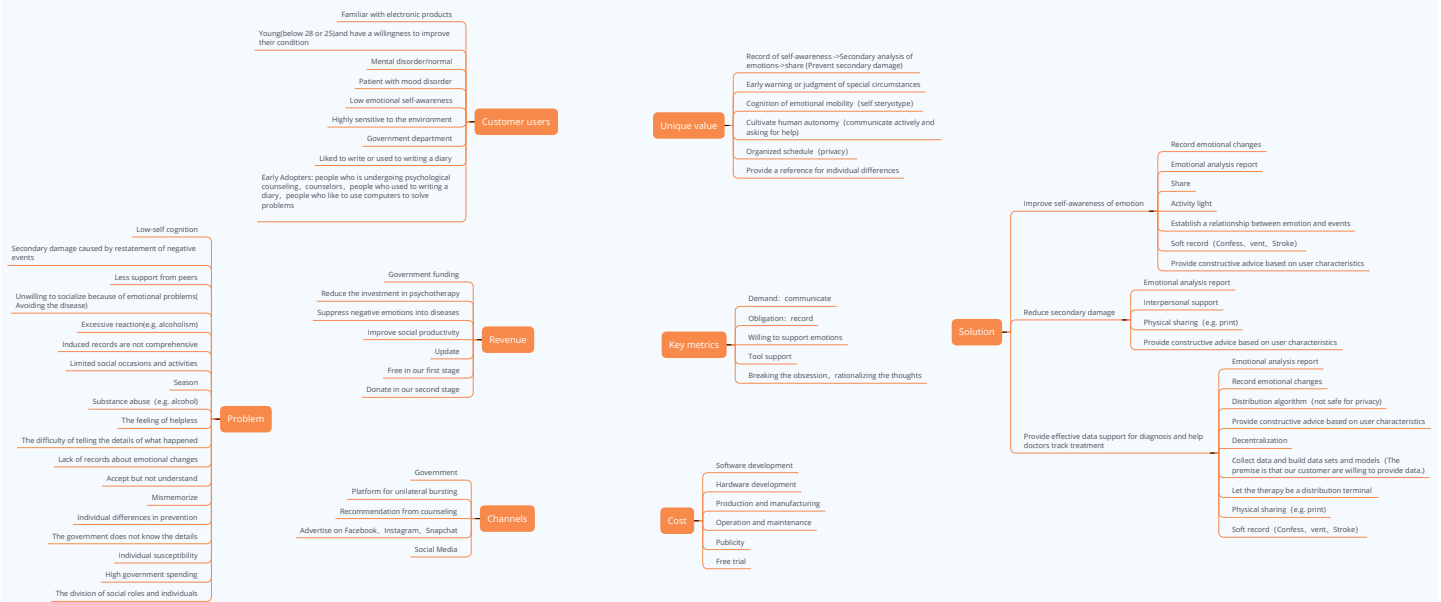 Familiar with electronic products
Young(below 28 or 25)and have a willingness to improve
their condition
Mental disorder/normal
Patient with mood disorder
Low emotional self-awareness
Highly sensitive to the environment
Government department
Liked to write or used to writing a diary
Early Adopters: people who is undergoing psychological
counseling、counselors、people who used to writing a
diary、people who like to use computers to solve
problems
Customer users
Low-self cognition
Secondary damage caused by restatement of negative
events
Less support from peers
Unwilling to socialize because of emotional problems(
Avoiding the disease)
Excessive reaction(e.g. alcoholism)
Induced records are not comprehensive
Limited social occasions and activities
Season
Substance abuse（e.g. alcohol)
The feeling of helpless
The difficulty of telling the details of what happened
Lack of records about emotional changes
Accept but not understand
Mismemorize
Individual differences in prevention
The government does not know the details
Individual susceptibility
High government spending
The division of social roles and individuals
Problem
Government funding
Reduce the investment in psychotherapy
Suppress negative emotions into diseases
Improve social productivity
Update
Free in our first stage
Donate in our second stage
Revenue
Government
Platform for unilateral bursting
Recommendation from counseling
Advertise on Facebook、Instagram、Snapchat
Social Media
Channels
Unique value
Record of self-awareness ->Secondary analysis of
emotions->share (Prevent secondary damage)
Early warning or judgment of special circumstances
Cognition of emotional mobility（self steryotype）
Cultivate human autonomy（communicate actively and
asking for help)
Organized schedule（privacy)
Provide a reference for individual differences
Key metrics
Demand：communicate
Obligation：record
Willing to support emotions
Tool support
Breaking the obsession、rationalizing the thoughts
Cost
Software development
Hardware development
Production and manufacturing
Operation and maintenance
Publicity
Free trial
Solution
Improve self-awareness of emotion
Record emotional changes
Emotional analysis report
Share
Activity light
Establish a relationship between emotion and events
Soft record（Confess、vent、Stroke）
Provide constructive advice based on user characteristics
Reduce secondary damage
Emotional analysis report
Interpersonal support
Physical sharing（e.g. print)
Provide constructive advice based on user characteristics
Provide effective data support for diagnosis and help
doctors track treatment
Emotional analysis report
Record emotional changes
Distribution algorithm（not safe for privacy)
Provide constructive advice based on user characteristics
Decentralization
Collect data and build data sets and models（The
premise is that our customer are willing to provide data.)
Let the therapy be a distribution terminal
Physical sharing（e.g. print)
Soft record（Confess、vent、Stroke）